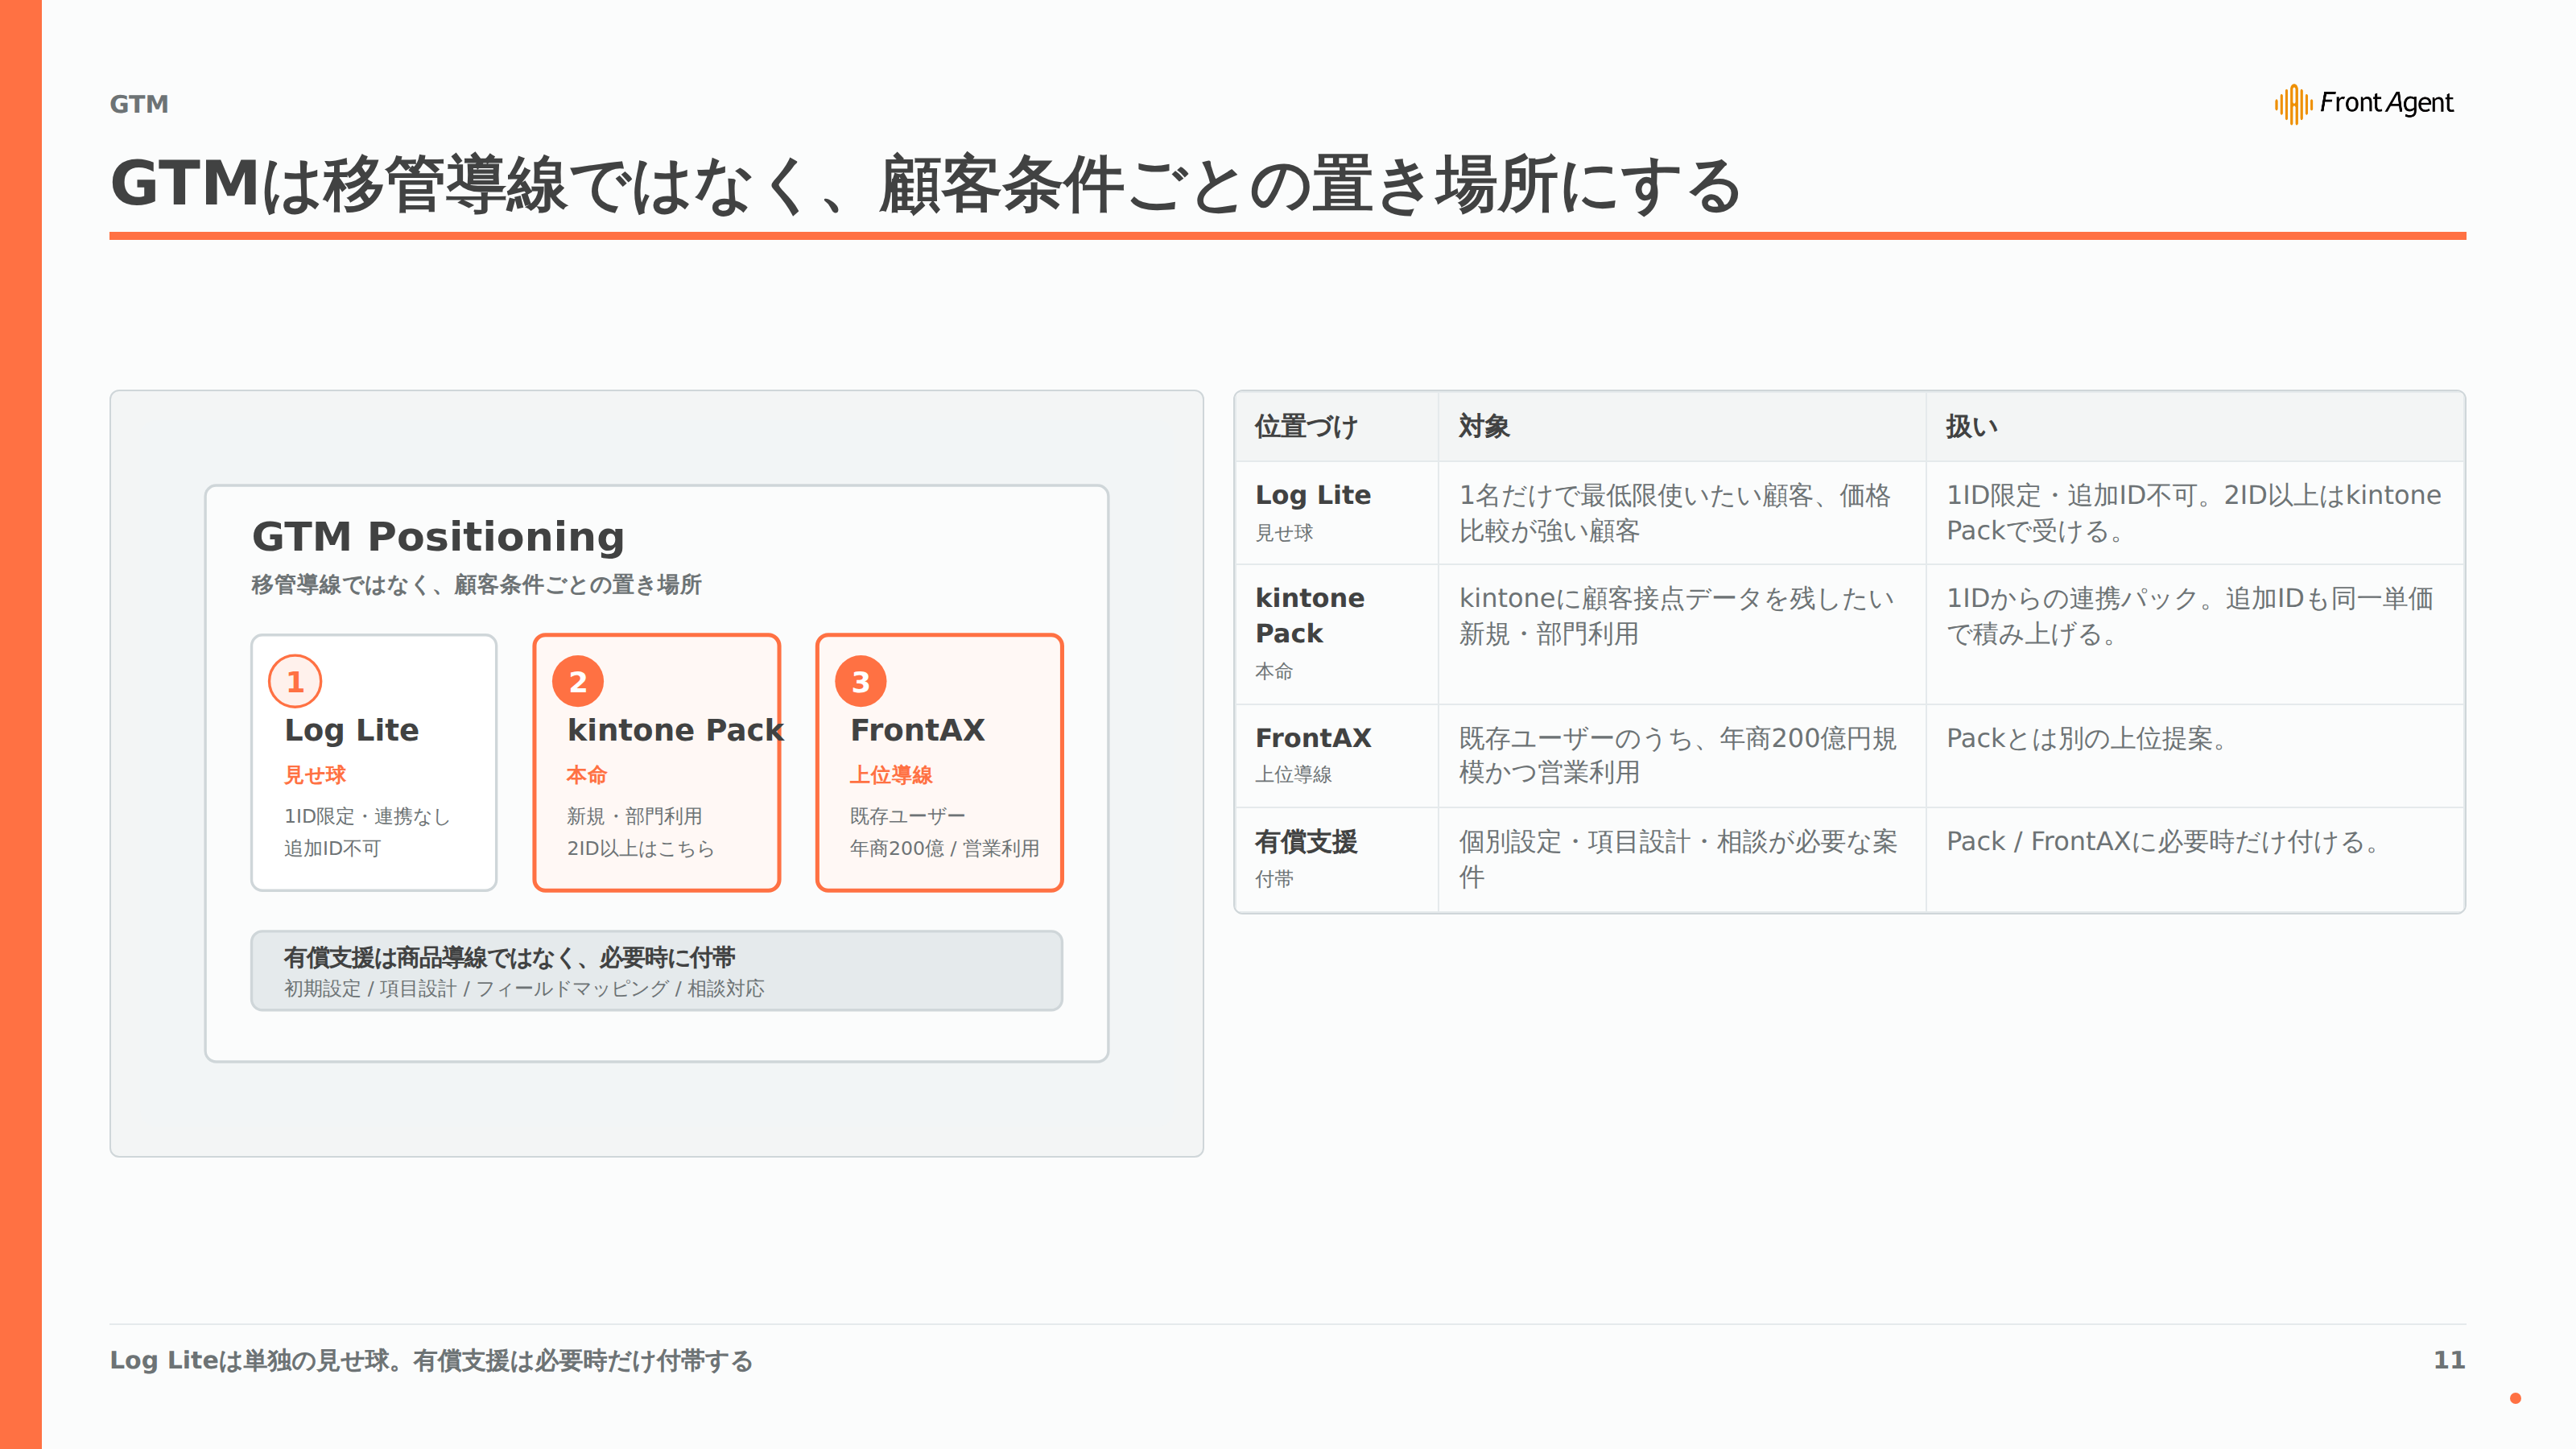 GTM
Front Agent
GTMは移管導線ではなく、顧客条件ごとの置き場所にする
GTM Positioning
移管導線ではなく、顧客条件ごとの置き場所
1
Log Lite
見せ球
1ID限定・連携なし
追加ID不可
2
kintone Pack
本命
新規・部門利用
2ID以上はこちら
3
FrontAX
上位導線
既存ユーザー
年商200億 / 営業利用
有償支援は商品導線ではなく、必要時に付帯
初期設定 / 項目設計 / フィールドマッピング / 相談対応
位置づけ
対象
扱い
Log Lite
見せ球
1名だけで最低限使いたい顧客、価格
比較が強い顧客
1ID限定・追加ID不可。2ID以上はkintone
Packで受ける。
kintone
Pack
本命
kintoneに顧客接点データを残したい
新規・部門利用
1IDからの連携パック。追加IDも同一単価
で積み上げる。
FrontAX
上位導線
既存ユーザーのうち、年商200億円規
模かつ営業利用
Packとは別の上位提案。
有償支援
付帯
個別設定・項目設計・相談が必要な案
件
Pack / FrontAXに必要時だけ付ける。
Log Liteは単独の見せ球。有償支援は必要時だけ付帯する
11